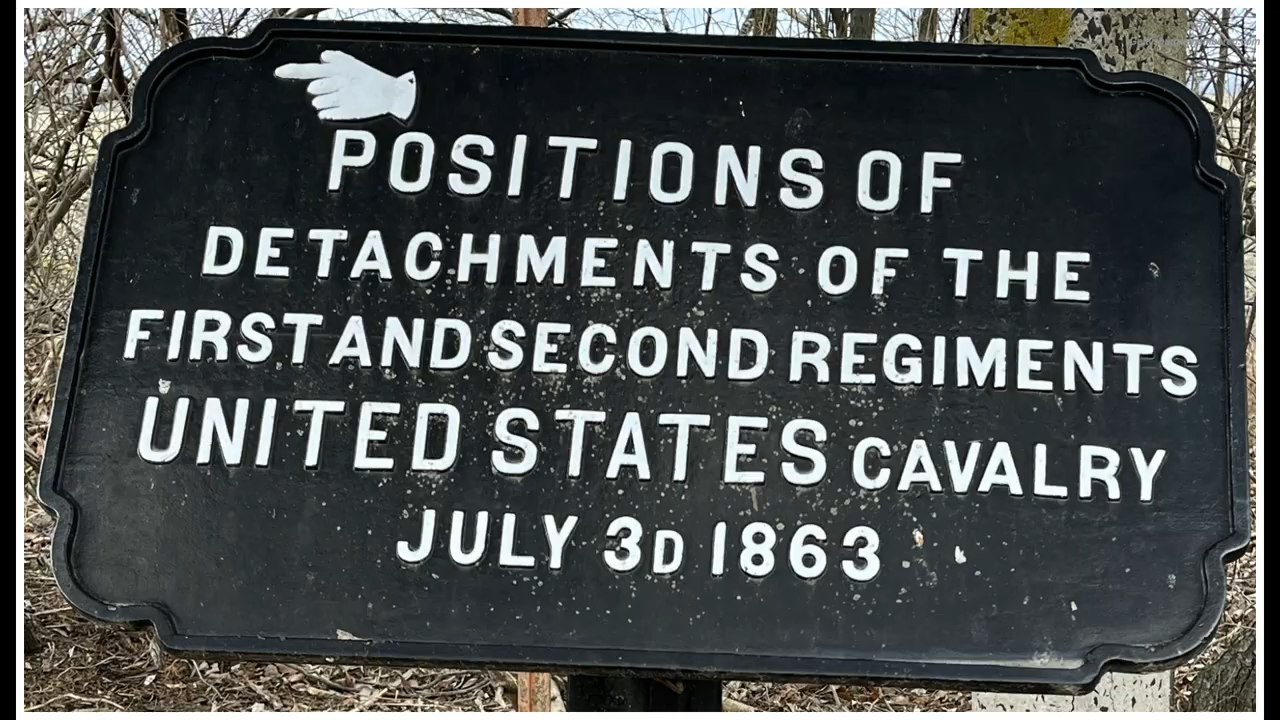 POSITIONS OF
DETACHMENTS OF THE
FIRST AND SECOND REGIMENTS
UNITED STATES CAVALRY
JULY 3D 1863